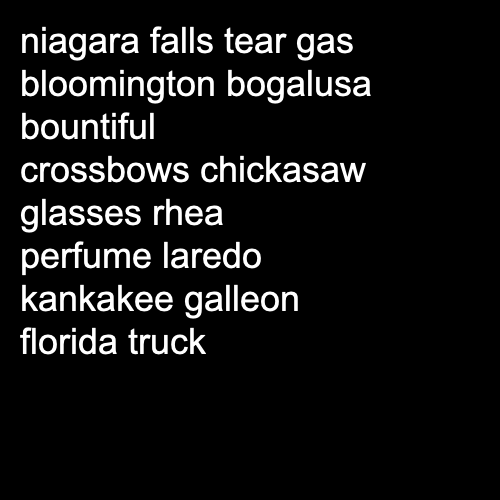 niagara falls tear gas
bloomington bogalusa
bountiful
crossbows chickasaw
glasses rhea
perfume laredo
kankakee galleon
florida truck